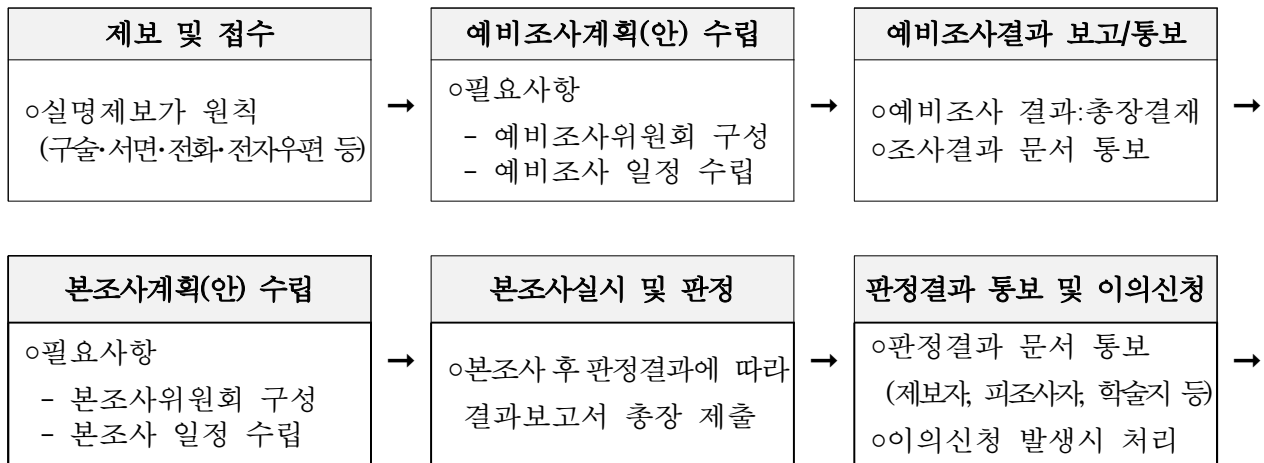 제보 및 접수
○실명제보가 원칙
(구술·서면·전화·전자우편 등)
➞
예비조사계획(안) 수립
○필요사항
- 예비조사위원회 구성
- 예비조사 일정 수립
➞
예비조사결과 보고/통보
○예비조사 결과:총장결재
○조사결과 문서 통보
➞
본조사계획(안) 수립
○필요사항
- 본조사위원회 구성
- 본조사 일정 수립
➞
본조사실시 및 판정
○본조사 후 판정결과에 따라
결과보고서 총장 제출
➞
판정결과 통보 및 이의신청
○판정결과 문서 통보
(제보자, 피조사자, 학술지 등)
○이의신청 발생시 처리
➞